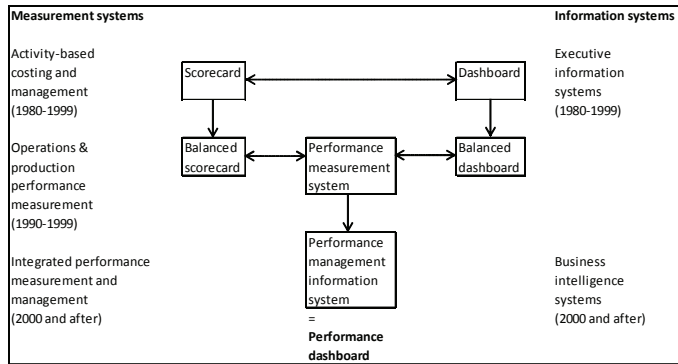 Measurement systems
Information systems
Activity-based
costing and
management
(1980-1999)
Scorecard
Dashboard
Executive
information
systems
(1980-1999)
Operations &
production
performance
measurement
(1990-1999)
Balanced
scorecard
Performance
measurement
system
Balanced
dashboard
Integrated performance
measurement and
management
(2000 and after)
Performance
management
information
system
=
Performance
dashboard
Business
intelligence
systems
(2000 and after)